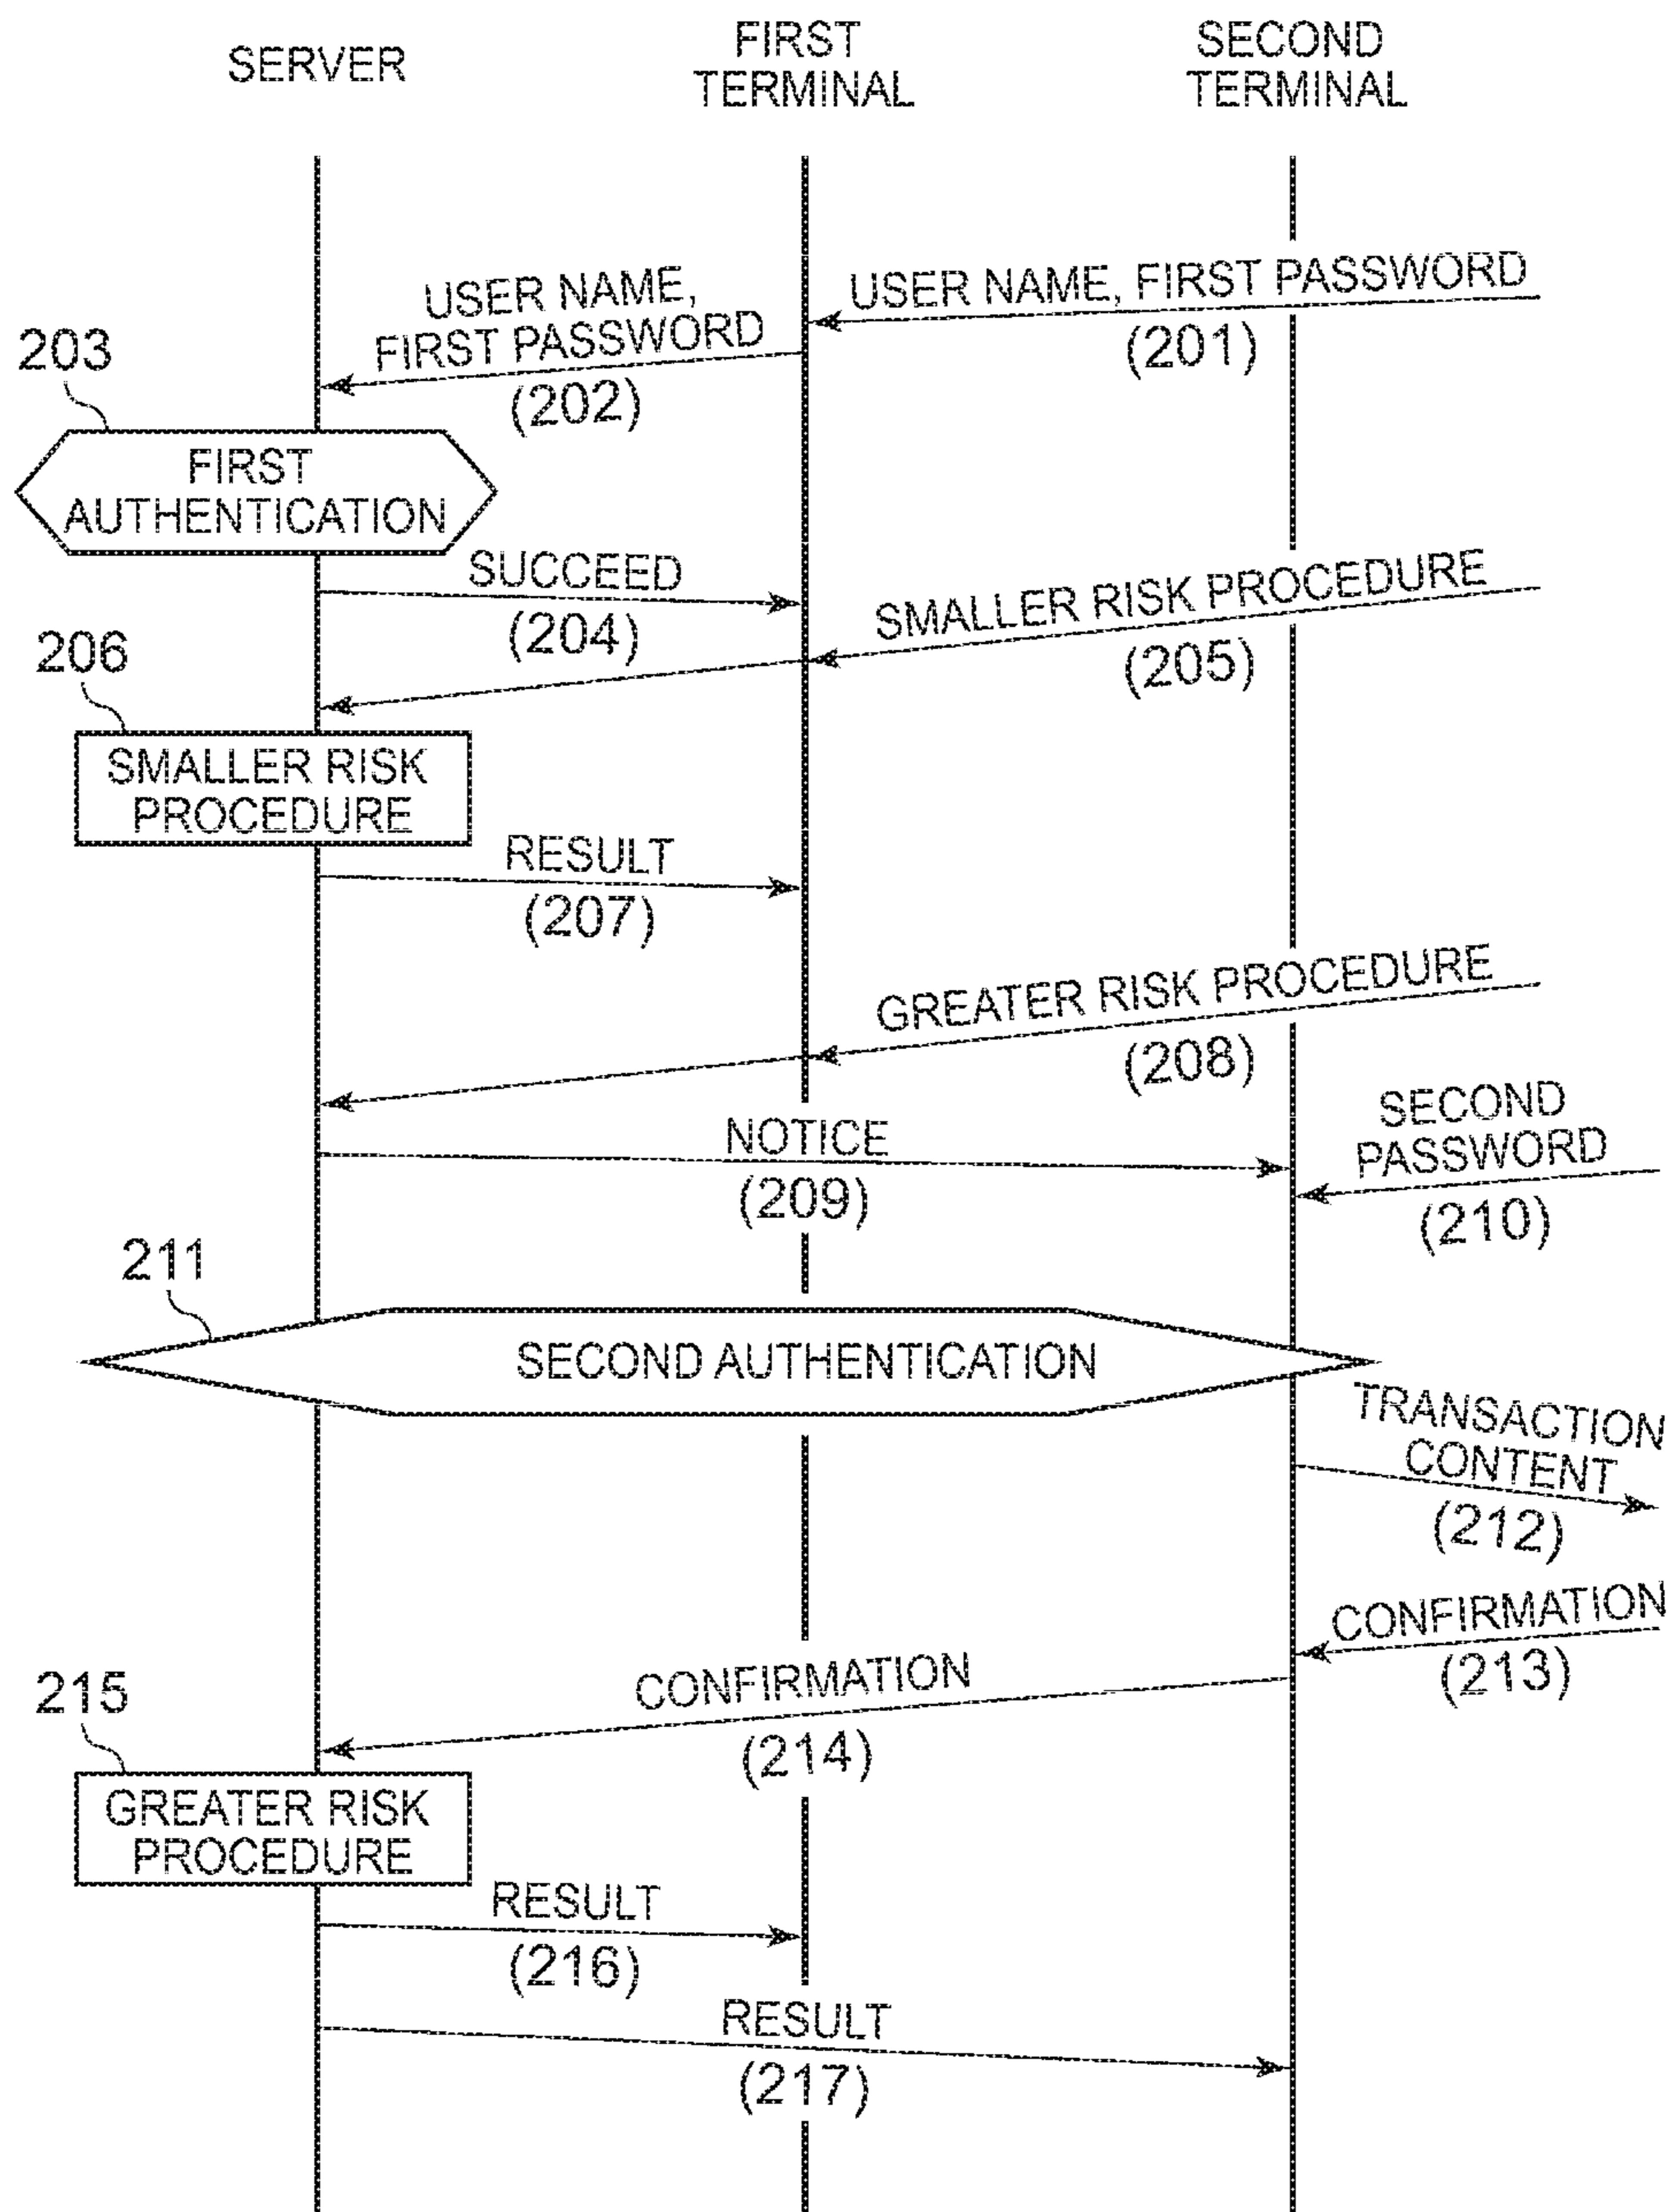 SERVER
FIRST
TERMINAL
SECOND
TERMINAL
USER NAME, FIRST PASSWORD
(201)
USER NAME,
FIRST PASSWORD
(202)
203
FIRST
AUTHENTICATION
SUCCEED
(204)
SMALLER RISK PROCEDURE
(205)
206
SMALLER RISK
PROCEDURE
RESULT
(207)
GREATER RISK PROCEDURE
(208)
NOTICE
(209)
SECOND
PASSWORD
(210)
211
SECOND AUTHENTICATION
TRANSACTION
CONTENT
(212)
CONFIRMATION
(213)
CONFIRMATION
(214)
215
GREATER RISK
PROCEDURE
RESULT
(216)
RESULT
(217)